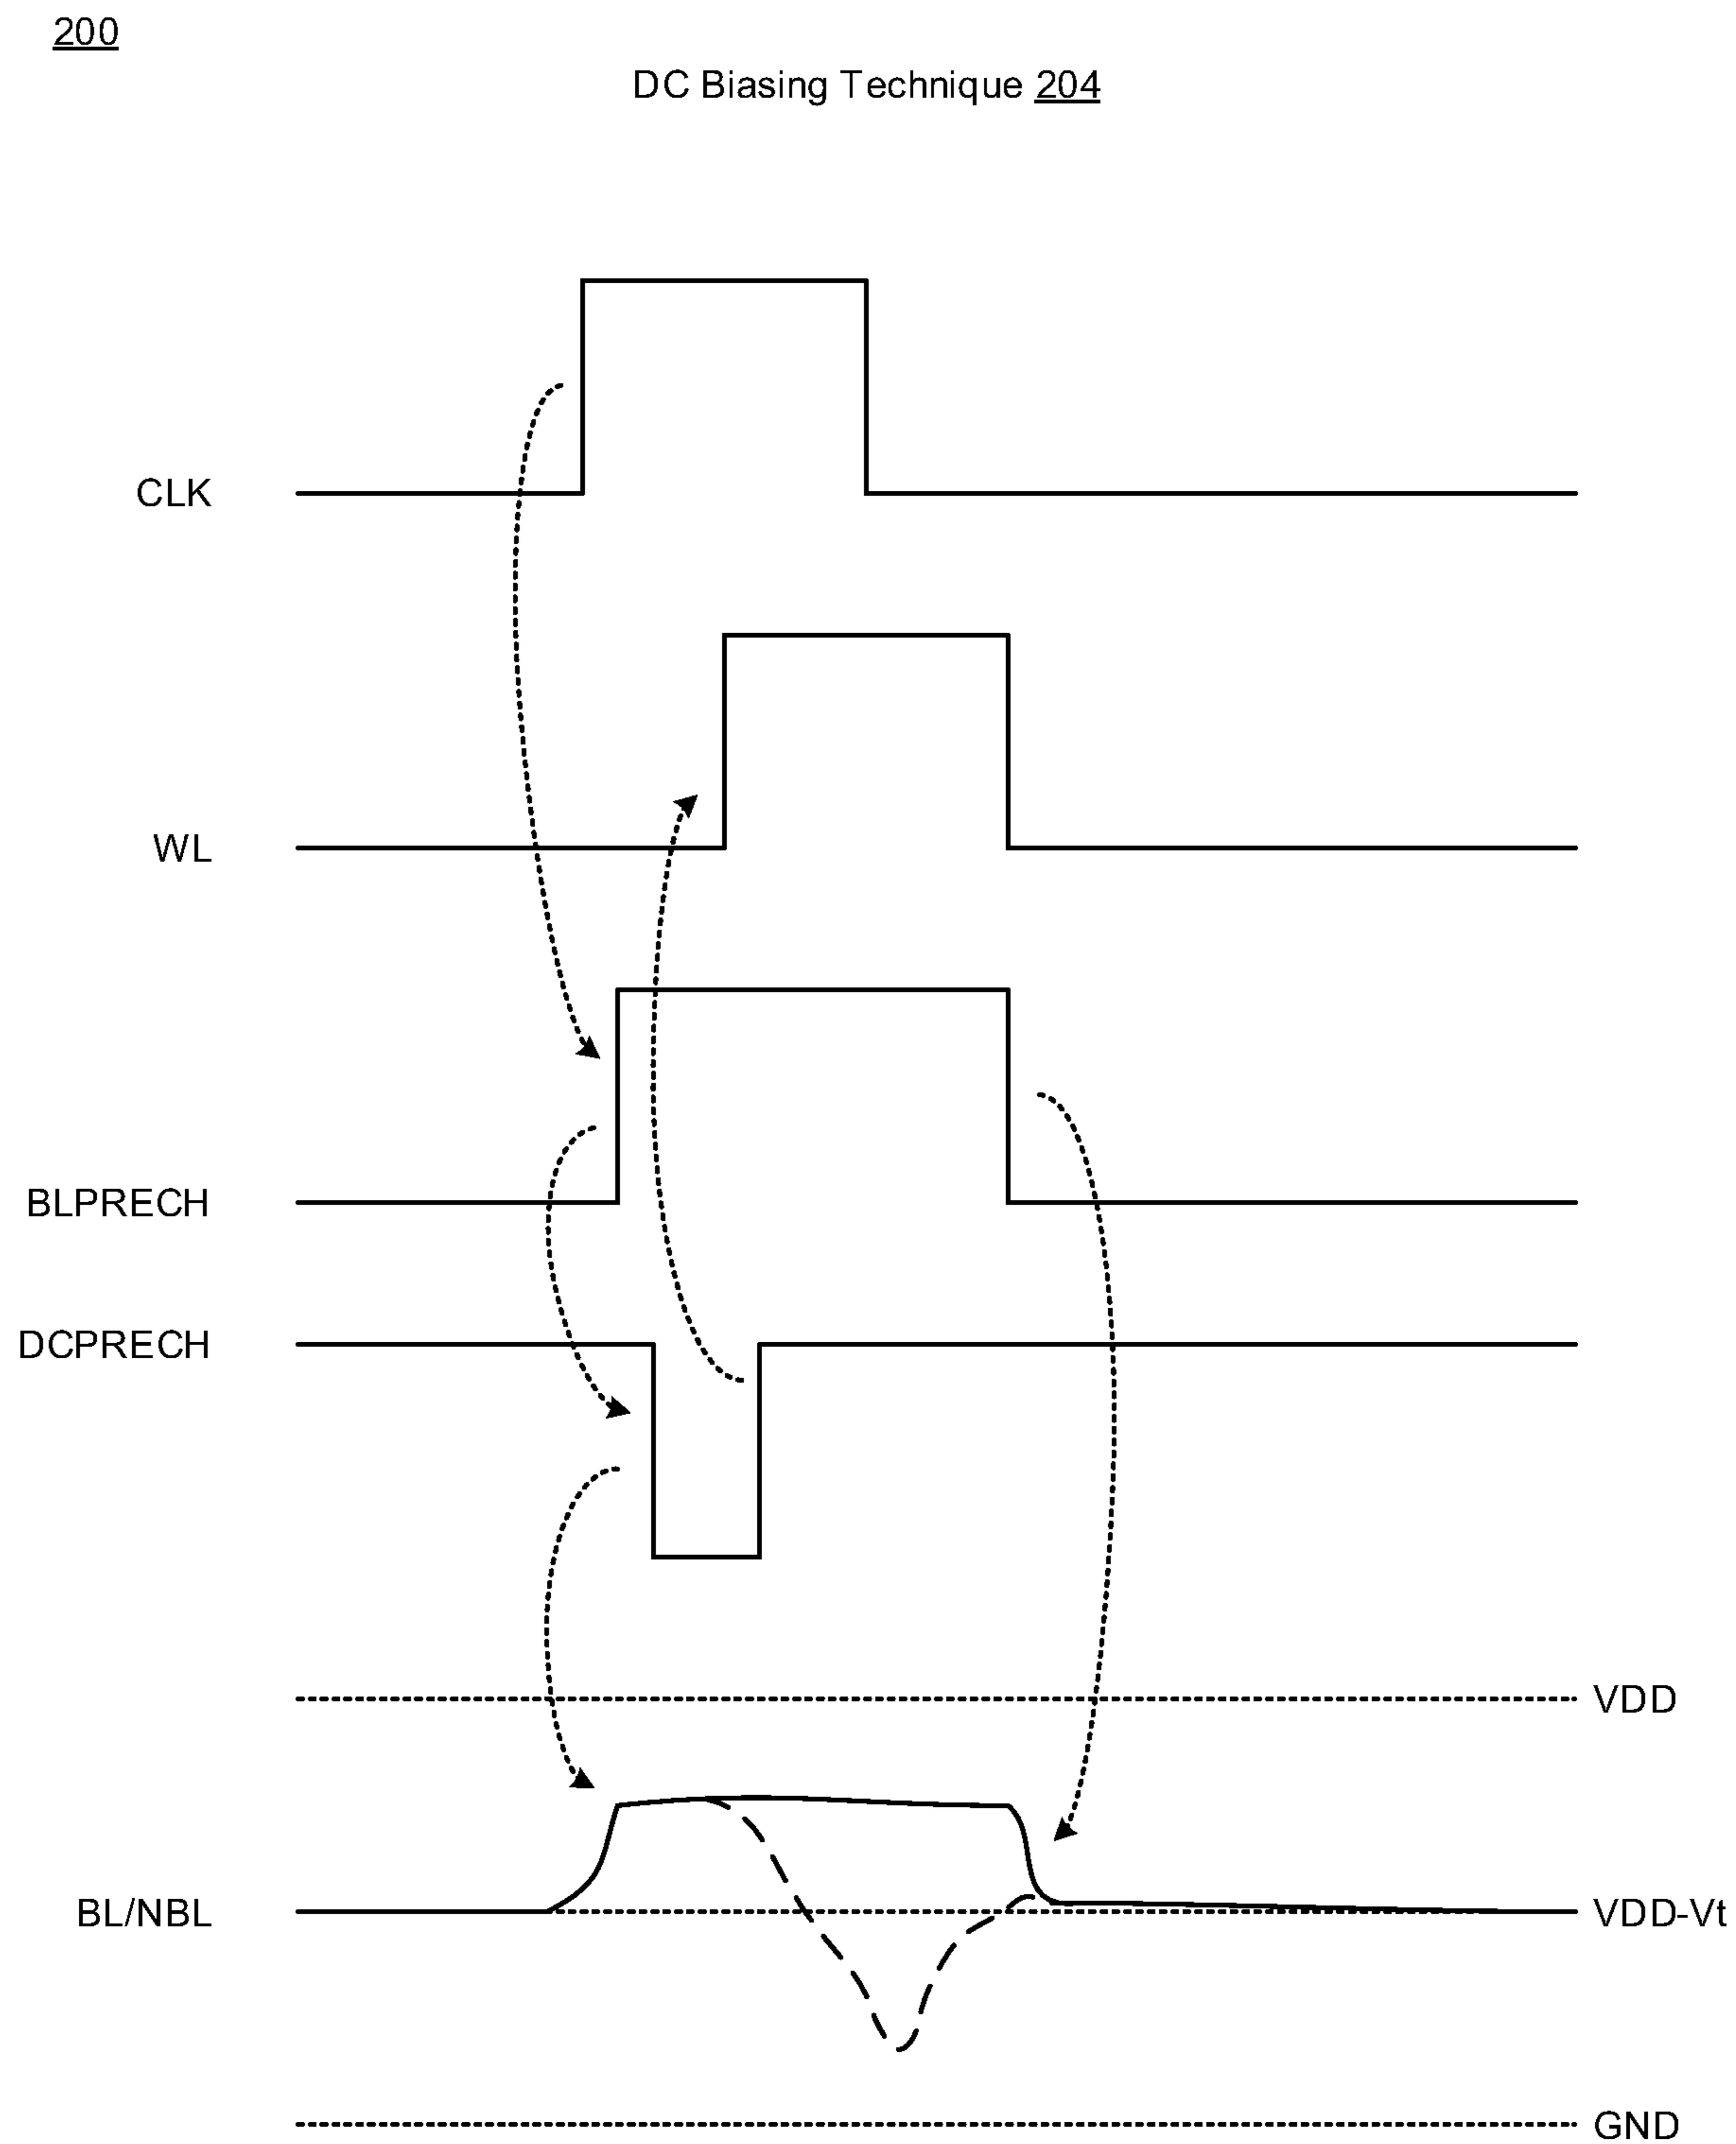 200
DC Biasing Technique 204
CLK
WL
BLPRECH
DCPRECH
VDD
BL/NBL
VDD-Vt
GND